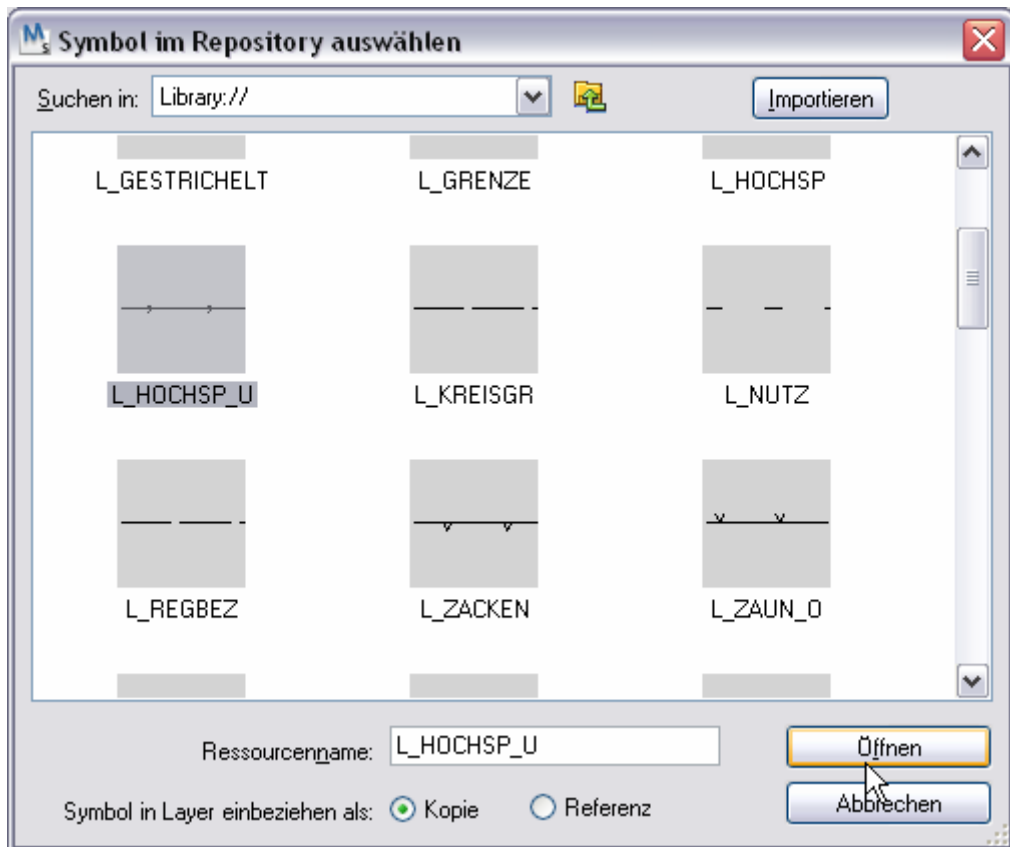 Ms Symbol im Repository auswählen
Suchen in: Library:// Importieren
L_GESTRICHELT L_GRENZE L_HOCHSP
L_HOCHSP_U L_KREISGR L_NUTZ
L_REGBEZ L_ZACKEN L_ZAUN_O
Ressourcenname: L_HOCHSP_U Öffnen
Symbol in Layer einbeziehen als: Kopie Referenz Abbrechen